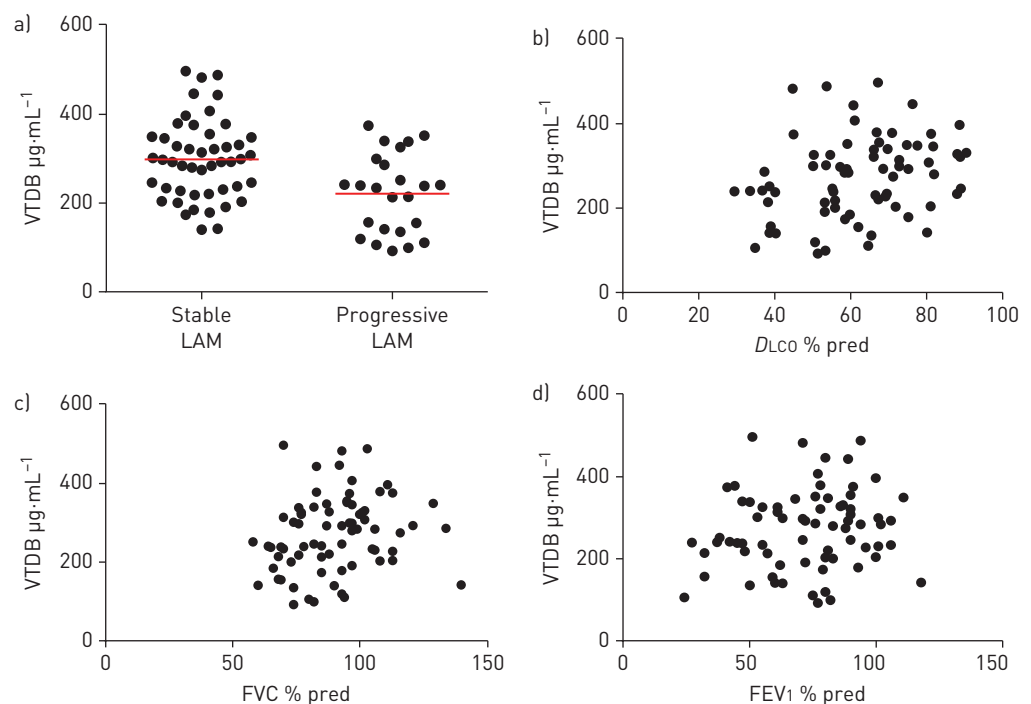 a)
600
400
200
0
VTDB µg·mL⁻¹
Stable
LAM
Progressive
LAM
b)
600
400
200
0
VTDB µg·mL⁻¹
0
20
40
60
80
100
DLCO % pred
c)
600
400
200
0
VTDB µg·mL⁻¹
0
50
100
150
FVC % pred
d)
600
400
200
0
VTDB µg·mL⁻¹
0
50
100
150
FEV1 % pred